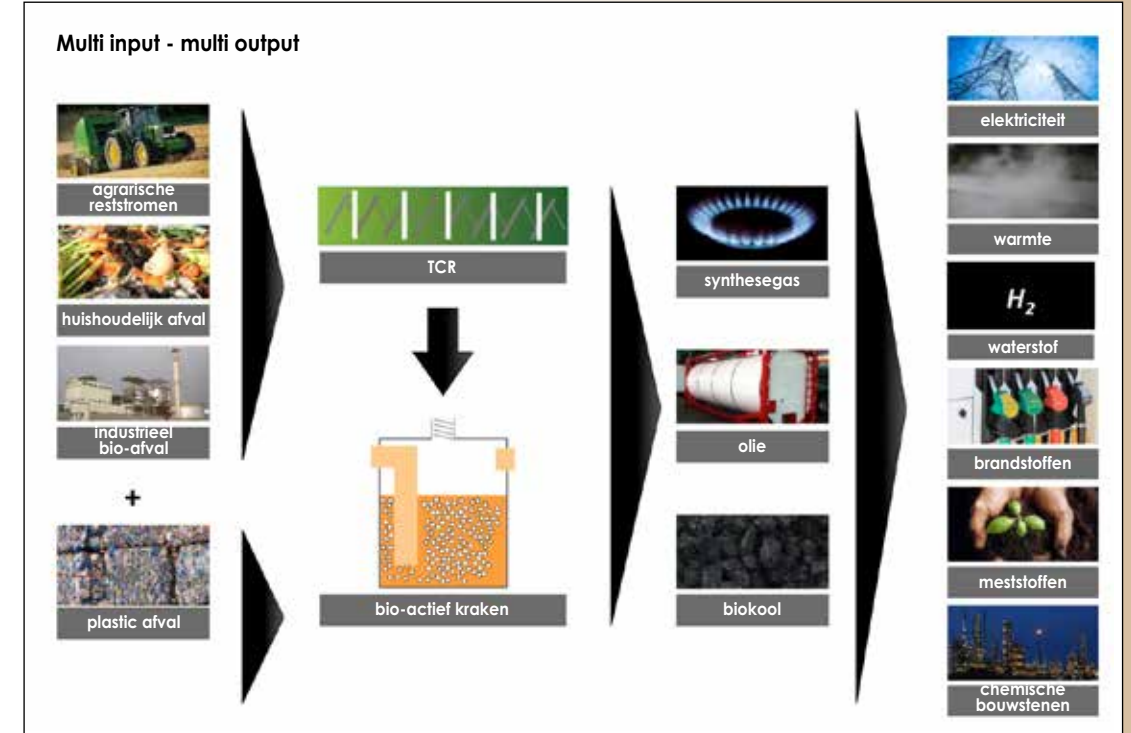 Multi input - multi output
agrarische
reststromen
huishoudelijk afval
industrieel
bio-afval
+
plastic afval
TCR
bio-actief kraken
synthesegas
olie
biokool
elektriciteit
warmte
H₂
waterstof
brandstoffen
meststoffen
chemische
bouwstenen